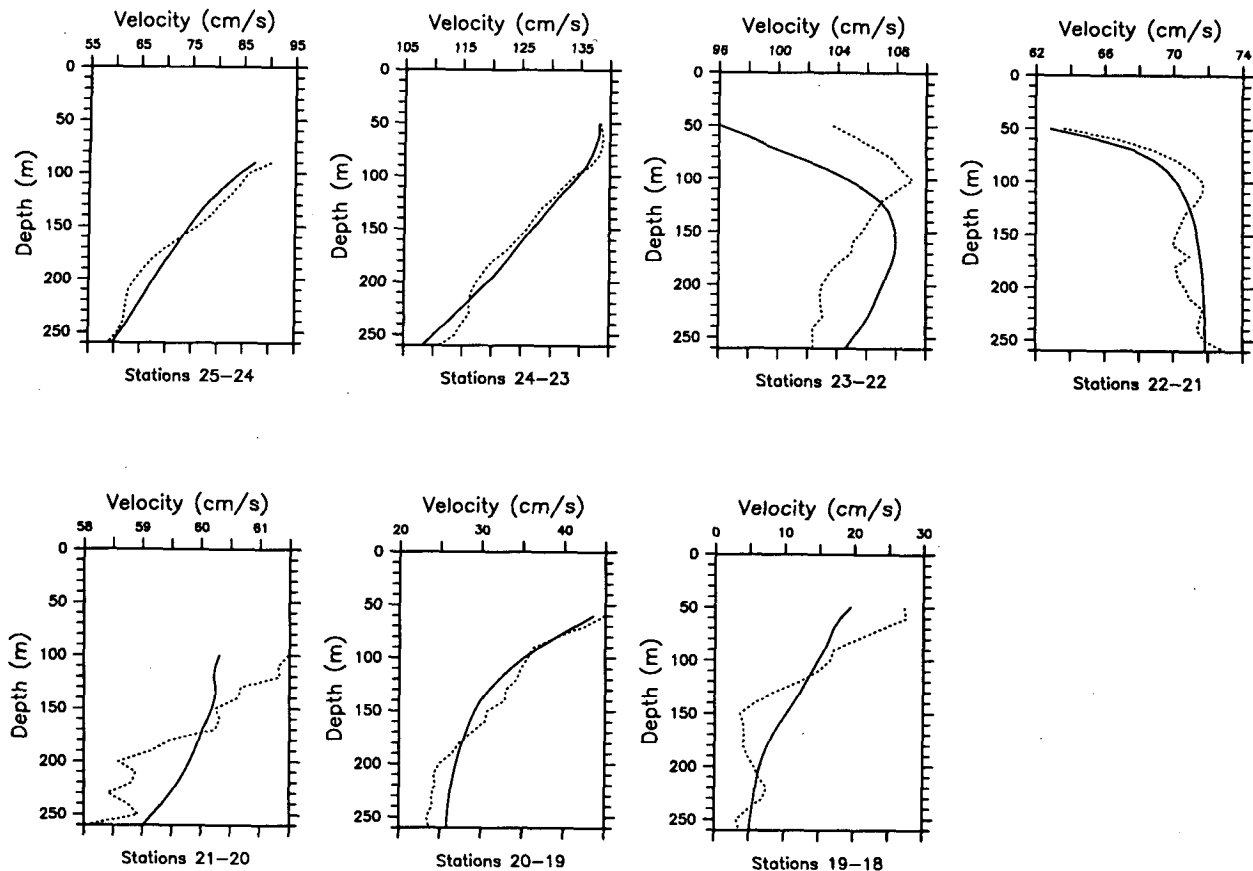 Velocity (cm/s)
55 65 75 85 95
0
50
100
150
200
250
Depth (m)
Stations 25-24
Velocity (cm/s)
105 115 125 135
0
50
100
150
200
250
Depth (m)
Stations 24-23
Velocity (cm/s)
96 100 104 108
0
50
100
150
200
250
Depth (m)
Stations 23-22
Velocity (cm/s)
62 66 70 74
0
50
100
150
200
250
Depth (m)
Stations 22-21
Velocity (cm/s)
58 59 60 61
0
50
100
150
200
250
Depth (m)
Stations 21-20
Velocity (cm/s)
20 30 40
0
50
100
150
200
250
Depth (m)
Stations 20-19
Velocity (cm/s)
0 10 20 30
0
50
100
150
200
250
Depth (m)
Stations 19-18